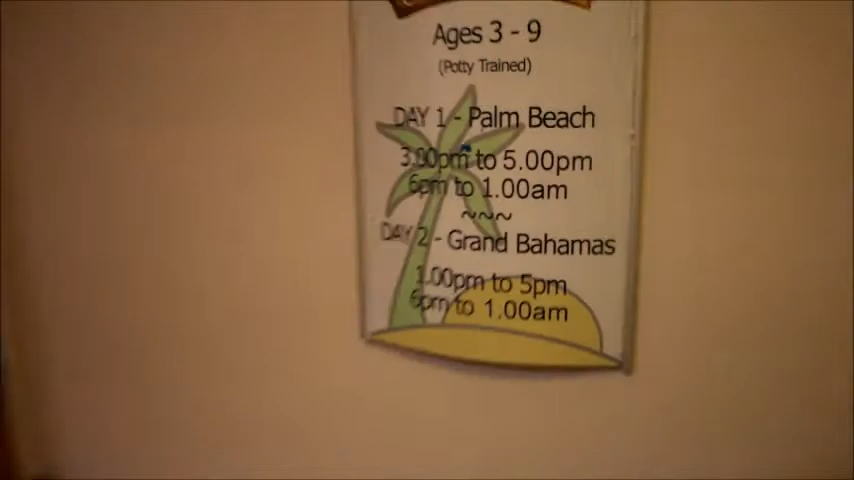 Ages 3 - 9
(Potty Trained)
DAY 1 - Palm Beach
3.00pm to 5.00pm
6pm to 1.00am
~~~
DAY 2 - Grand Bahamas
1.00pm to 5pm
6pm to 1.00am